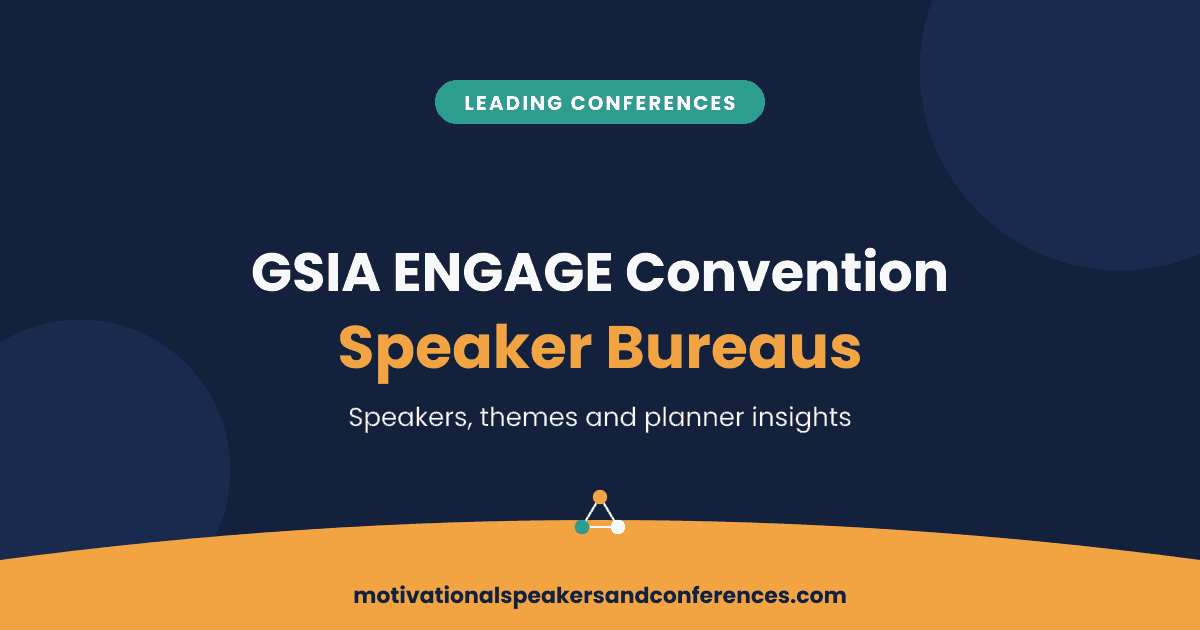 LEADING CONFERENCES
GSIA ENGAGE Convention
Speaker Bureaus
Speakers, themes and planner insights
motivationalspeakersandconferences.com